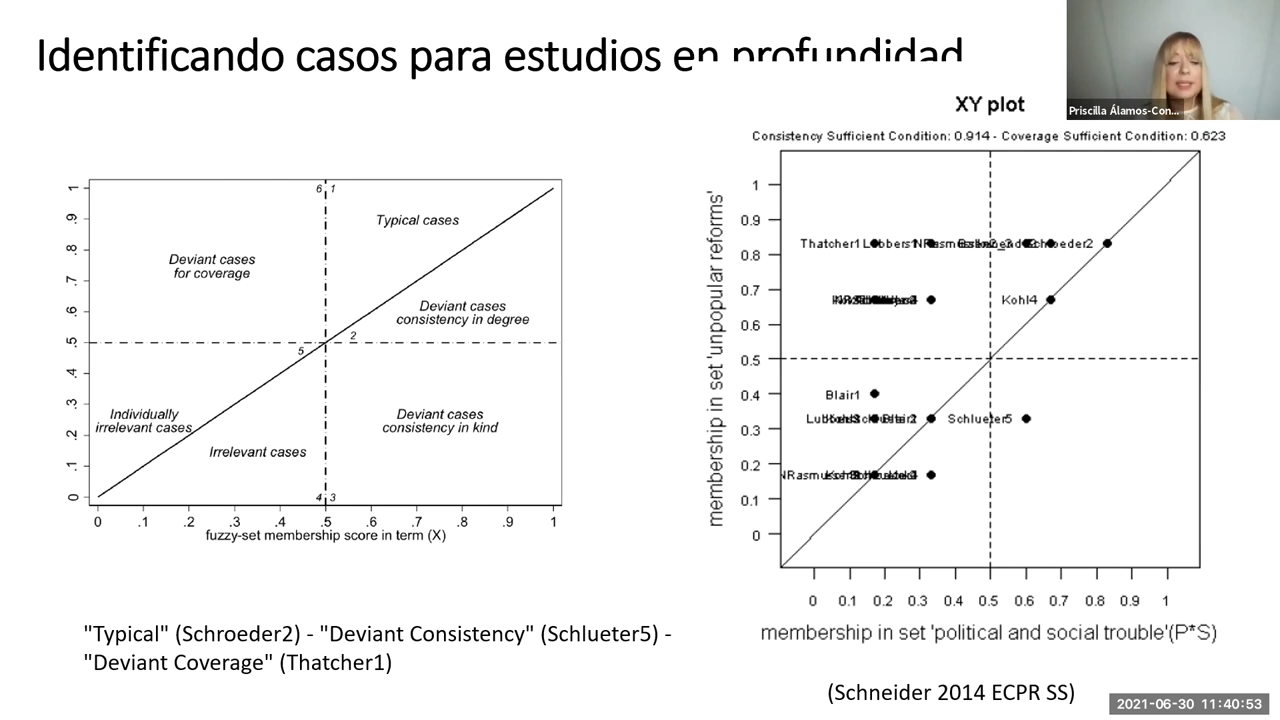 Identificando casos para estudios en profundidad
Priscilla Álamos-Con...
XY plot
Consistency Sufficient Condition: 0.914 - Coverage Sufficient Condition: 0.623
6 1
Typical cases
Deviant cases
for coverage
Deviant cases
consistency in degree
2
5
Individually
irrelevant cases
Deviant cases
consistency in kind
Irrelevant cases
4 3
1
.9
.8
.7
.6
.5
.4
.3
.2
.1
0
0 .1 .2 .3 .4 .5 .6 .7 .8 .9 1
fuzzy-set membership score in term (X)
membership in set 'unpopular reforms'
1
0.9
0.8
0.7
0.6
0.5
0.4
0.3
0.2
0.1
0
Thatcher1
Kohl4
Blair1
Schlueter5
0 0.1 0.2 0.3 0.4 0.5 0.6 0.7 0.8 0.9 1
membership in set 'political and social trouble'(P*S)
"Typical" (Schroeder2) - "Deviant Consistency" (Schlueter5) -
"Deviant Coverage" (Thatcher1)
(Schneider 2014 ECPR SS)
2021-06-30 11:40:53